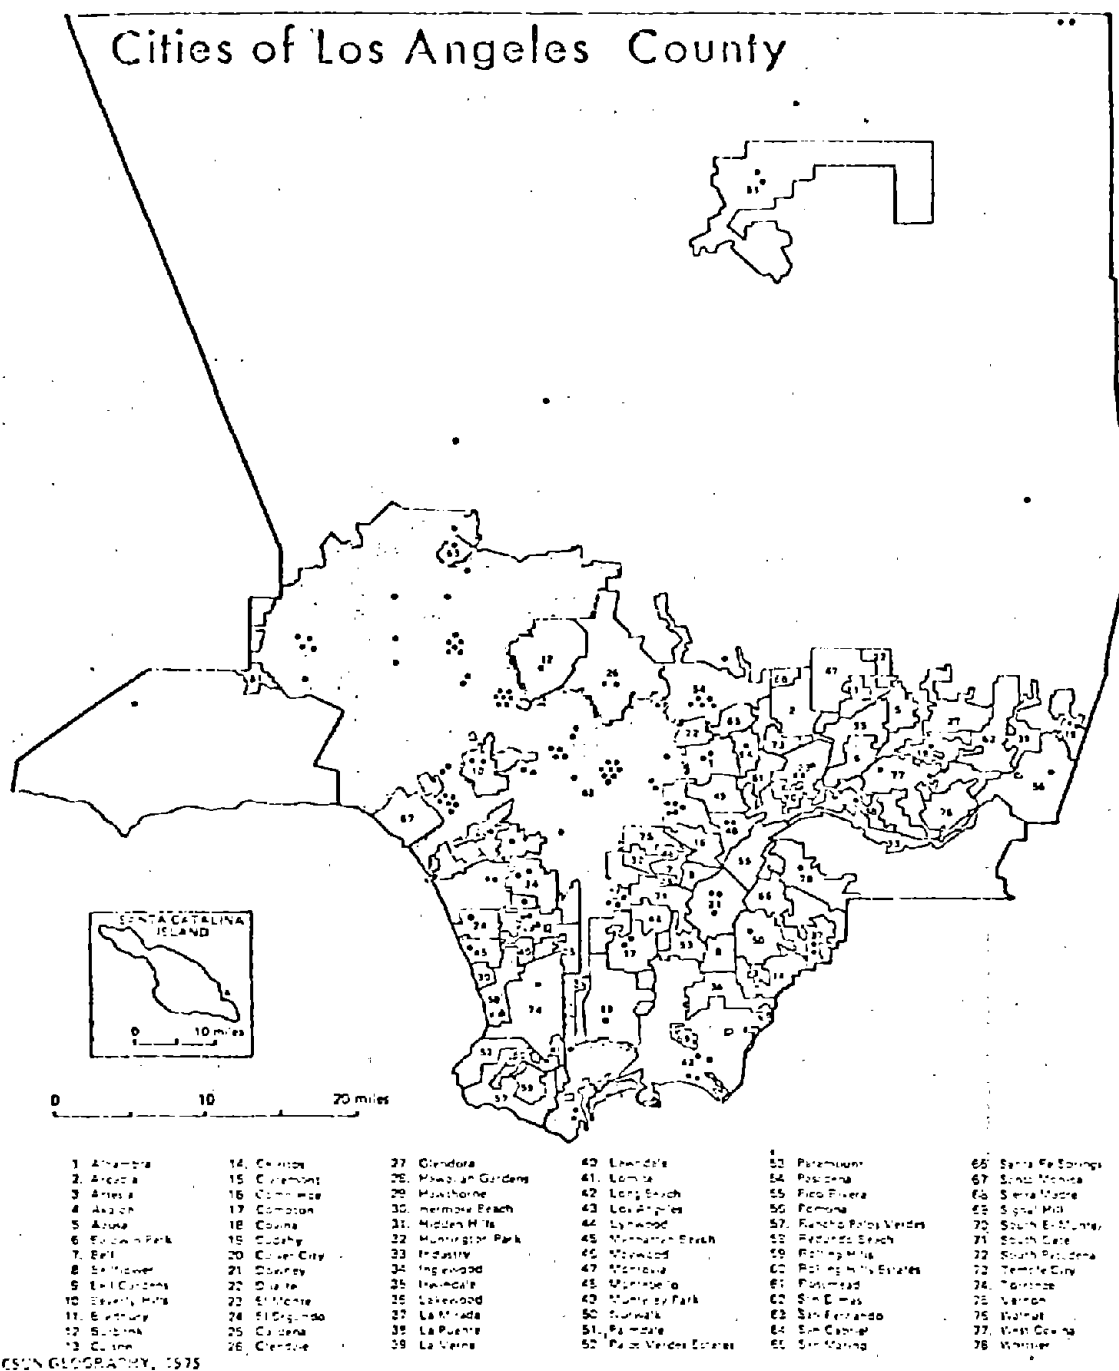 Cities of Los Angeles County
SANTA CATALINA
ISLAND
0 10 miles
0 10 20 miles
1. Alhambra
2. Arcadia
3. Artesia
4. Avalon
5. Azusa
6. Baldwin Park
7. Bell
8. Bellflower
9. Bell Gardens
10. Beverly Hills
11. Bradbury
12. Burbank
13. Carson
14. Cerritos
15. Claremont
16. Commerce
17. Compton
18. Covina
19. Cudahy
20. Culver City
21. Downey
22. Duarte
23. El Monte
24. El Segundo
25. Gardena
26. Glendale
27. Glendora
28. Hawaiian Gardens
29. Hawthorne
30. Hermosa Beach
31. Hidden Hills
32. Huntington Park
33. Industry
34. Inglewood
35. Irwindale
36. Lakewood
37. La Mirada
38. La Puente
39. La Verne
40. Lawndale
41. Lomita
42. Long Beach
43. Los Angeles
44. Lynwood
45. Manhattan Beach
46. Maywood
47. Monrovia
48. Montebello
49. Monterey Park
50. Norwalk
51. Palmdale
52. Palos Verdes Estates
53. Paramount
54. Pasadena
55. Pico Rivera
56. Pomona
57. Rancho Palos Verdes
58. Redondo Beach
59. Rolling Hills
60. Rolling Hills Estates
61. Rosemead
62. San Dimas
63. San Fernando
64. San Gabriel
65. San Marino
66. Santa Fe Springs
67. Santa Monica
68. Sierra Madre
69. Signal Hill
70. South El Monte
71. South Gate
72. South Pasadena
73. Temple City
74. Torrance
75. Vernon
76. Walnut
77. West Covina
78. Whittier
CSUN GEOGRAPHY, 1975